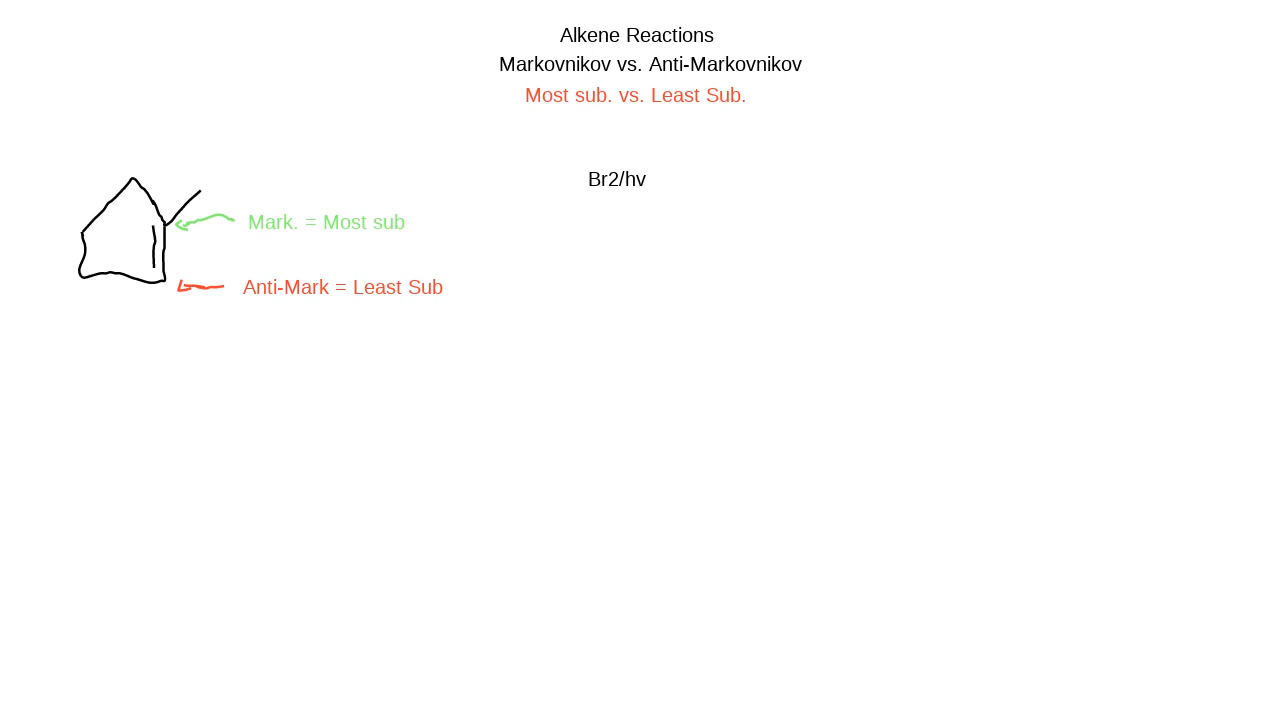 Alkene Reactions
Markovnikov vs. Anti-Markovnikov
Most sub. vs. Least Sub.
Br2/hv
Mark. = Most sub
Anti-Mark = Least Sub